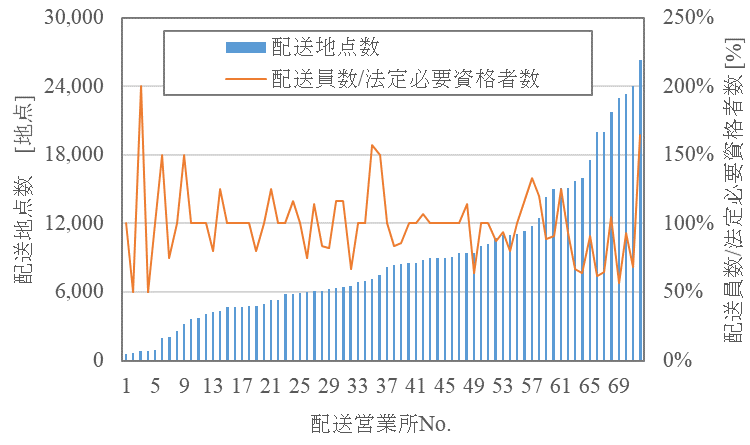 30,000
24,000
18,000
12,000
6,000
0
配送地点数　[地点]
配送地点数
配送員数/法定必要資格者数
250%
200%
150%
100%
50%
0%
配送員数/法定必要資格者数 [%]
1 5 9 13 17 21 25 29 33 37 41 45 49 53 57 61 65 69
配送営業所No.